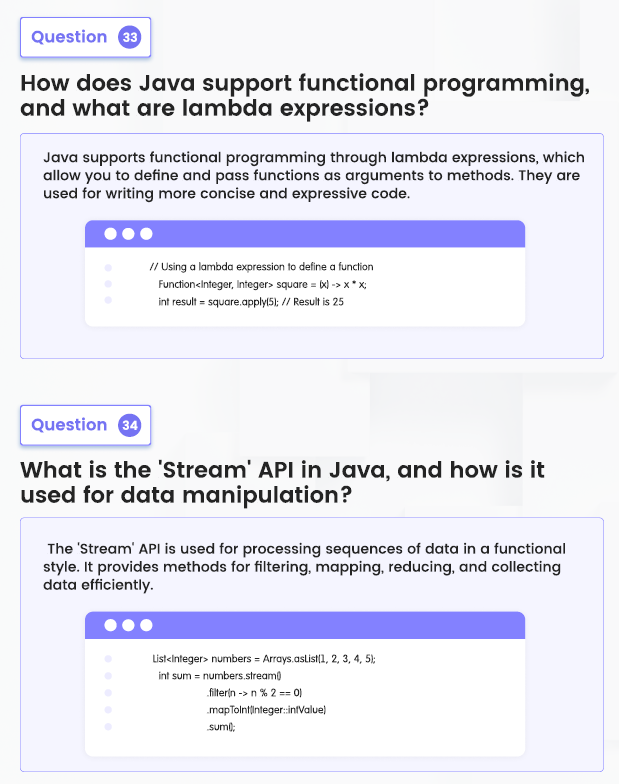 Question 33
How does Java support functional programming,
and what are lambda expressions?
Java supports functional programming through lambda expressions, which
allow you to define and pass functions as arguments to methods. They are
used for writing more concise and expressive code.
// Using a lambda expression to define a function
Function<Integer, Integer> square = (x) -> x * x;
int result = square.apply(5); // Result is 25
Question 34
What is the 'Stream' API in Java, and how is it
used for data manipulation?
The 'Stream' API is used for processing sequences of data in a functional
style. It provides methods for filtering, mapping, reducing, and collecting
data efficiently.
List<Integer> numbers = Arrays.asList(1, 2, 3, 4, 5);
int sum = numbers.stream()
.filter(n -> n % 2 == 0)
.mapToInt(Integer::intValue)
.sum();